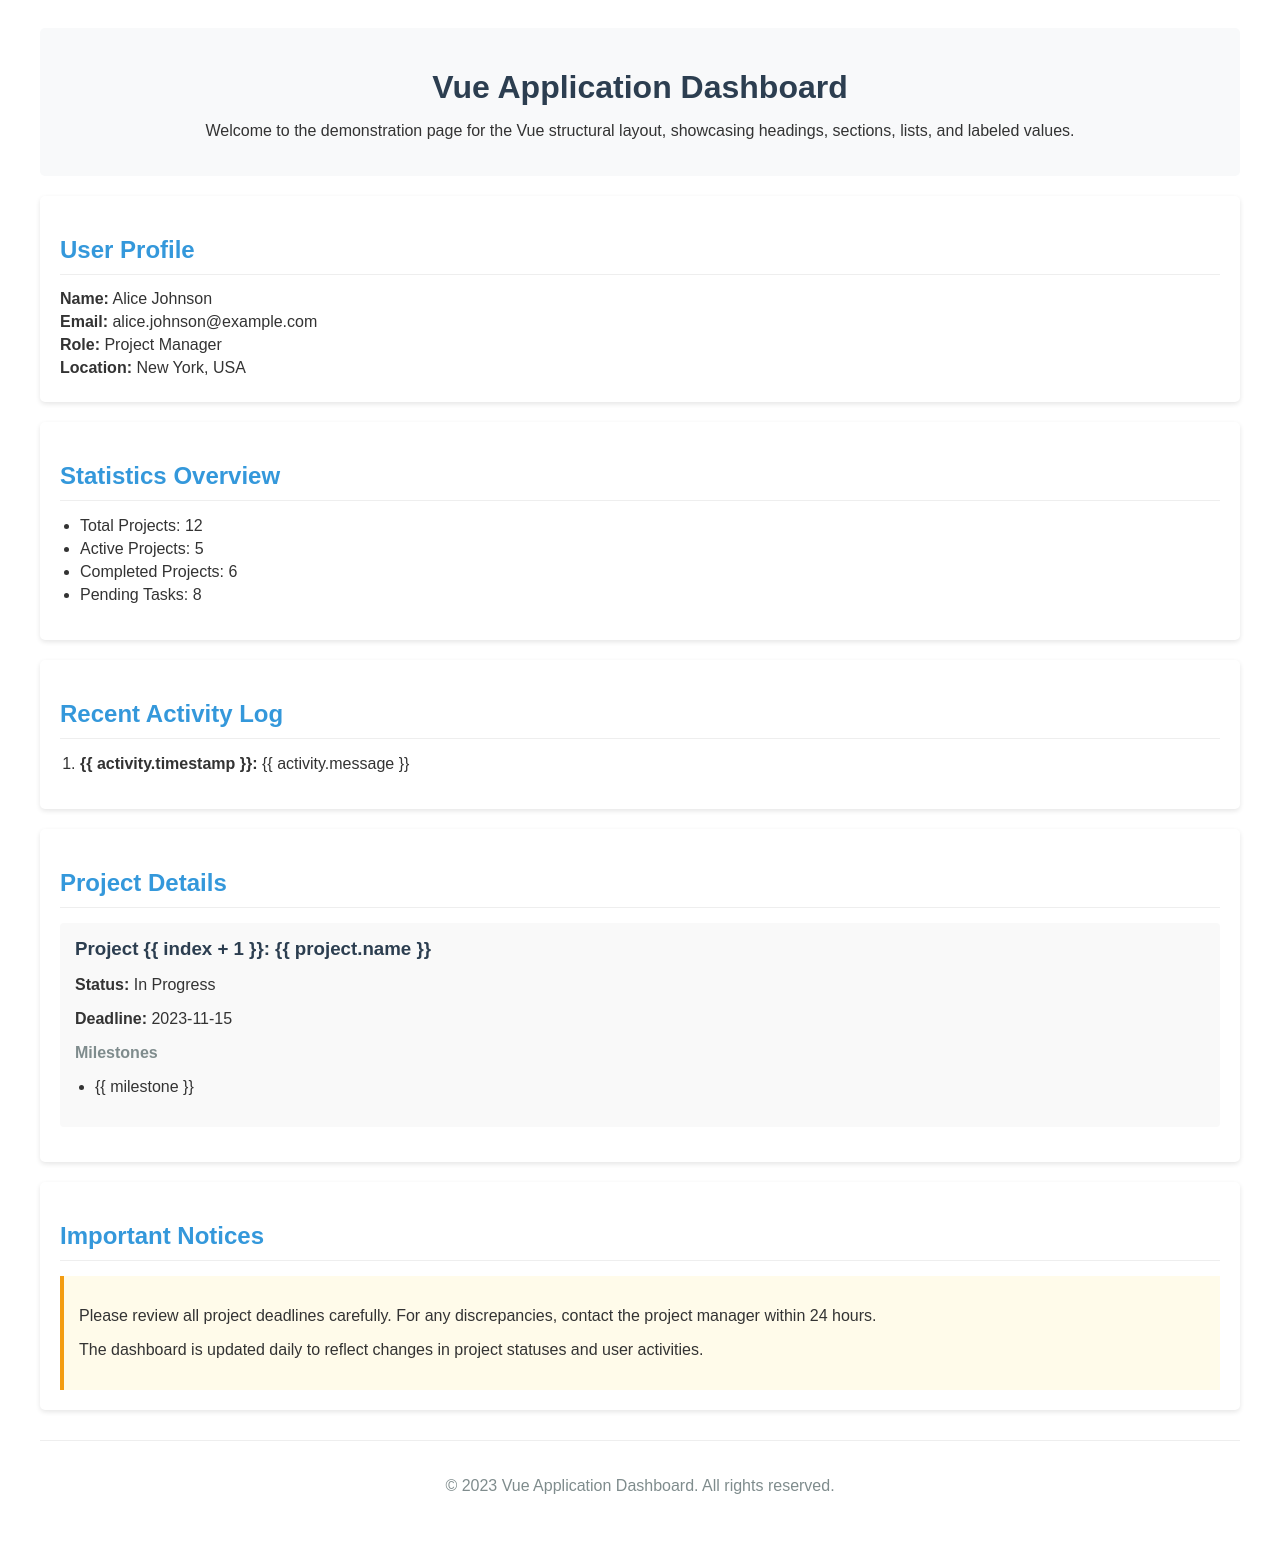 Vue Application Dashboard
Welcome to the demonstration page for the Vue structural layout, showcasing headings, sections, lists, and labeled values.
User Profile
Name: Alice Johnson
Email: alice.johnson@example.com
Role: Project Manager
Location: New York, USA
Statistics Overview
• Total Projects: 12
• Active Projects: 5
• Completed Projects: 6
• Pending Tasks: 8
Recent Activity Log
1. {{ activity.timestamp }}: {{ activity.message }}
Project Details
Project {{ index + 1 }}: {{ project.name }}
Status: In Progress
Deadline: 2023-11-15
Milestones
• {{ milestone }}
Important Notices
Please review all project deadlines carefully. For any discrepancies, contact the project manager within 24 hours.
The dashboard is updated daily to reflect changes in project statuses and user activities.
© 2023 Vue Application Dashboard. All rights reserved.